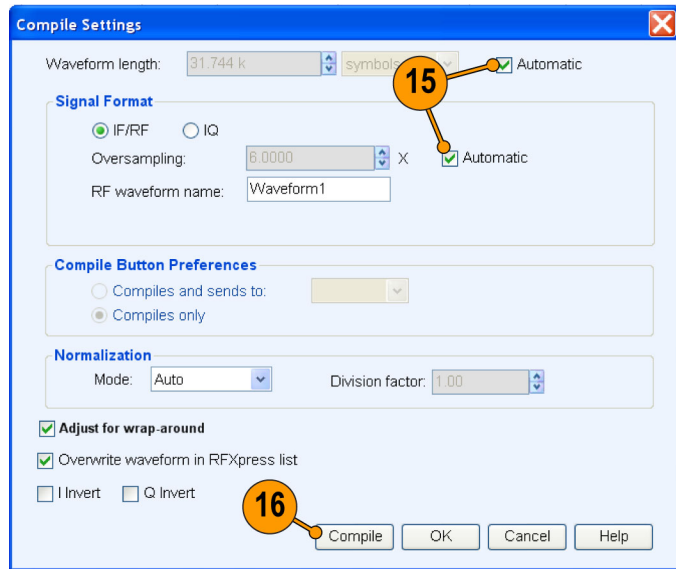 Compile Settings
Waveform length: 31.744 k symbols Automatic
15
Signal Format
IF/RF IQ
Oversampling: 6.0000 X Automatic
RF waveform name: Waveform1
Compile Button Preferences
Compiles and sends to:
Compiles only
Normalization
Mode: Auto Division factor: 1.00
Adjust for wrap-around
Overwrite waveform in RFXpress list
I Invert Q Invert
16
Compile OK Cancel Help